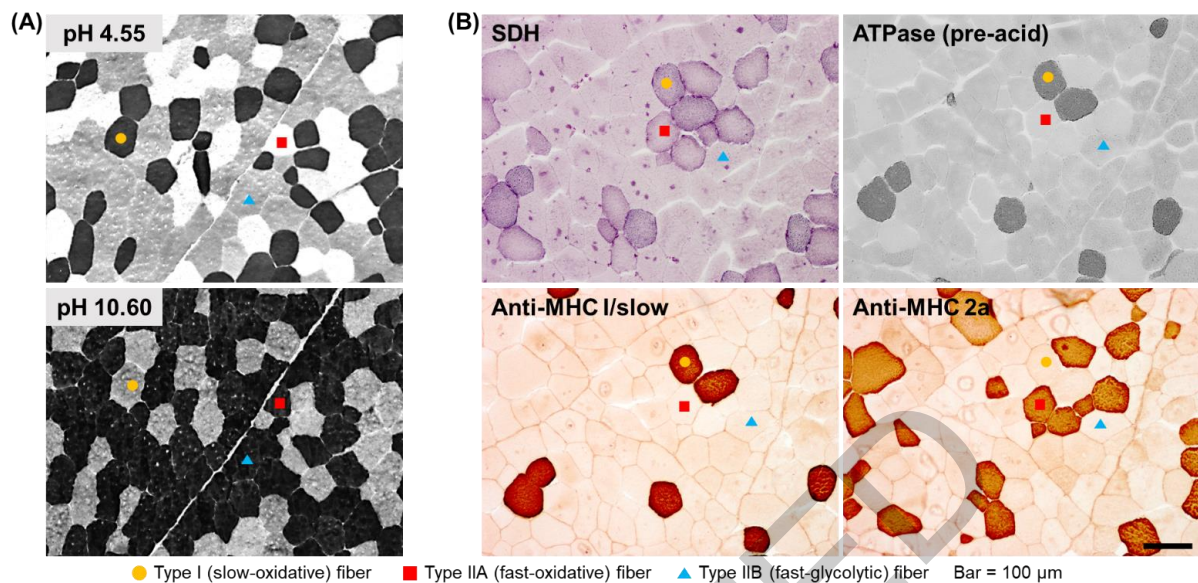 (A)
pH 4.55
pH 10.60
(B)
SDH
ATPase (pre-acid)
Anti-MHC I/slow
Anti-MHC 2a
Type I (slow-oxidative) fiber Type IIA (fast-oxidative) fiber Type IIB (fast-glycolytic) fiber Bar = 100 μm